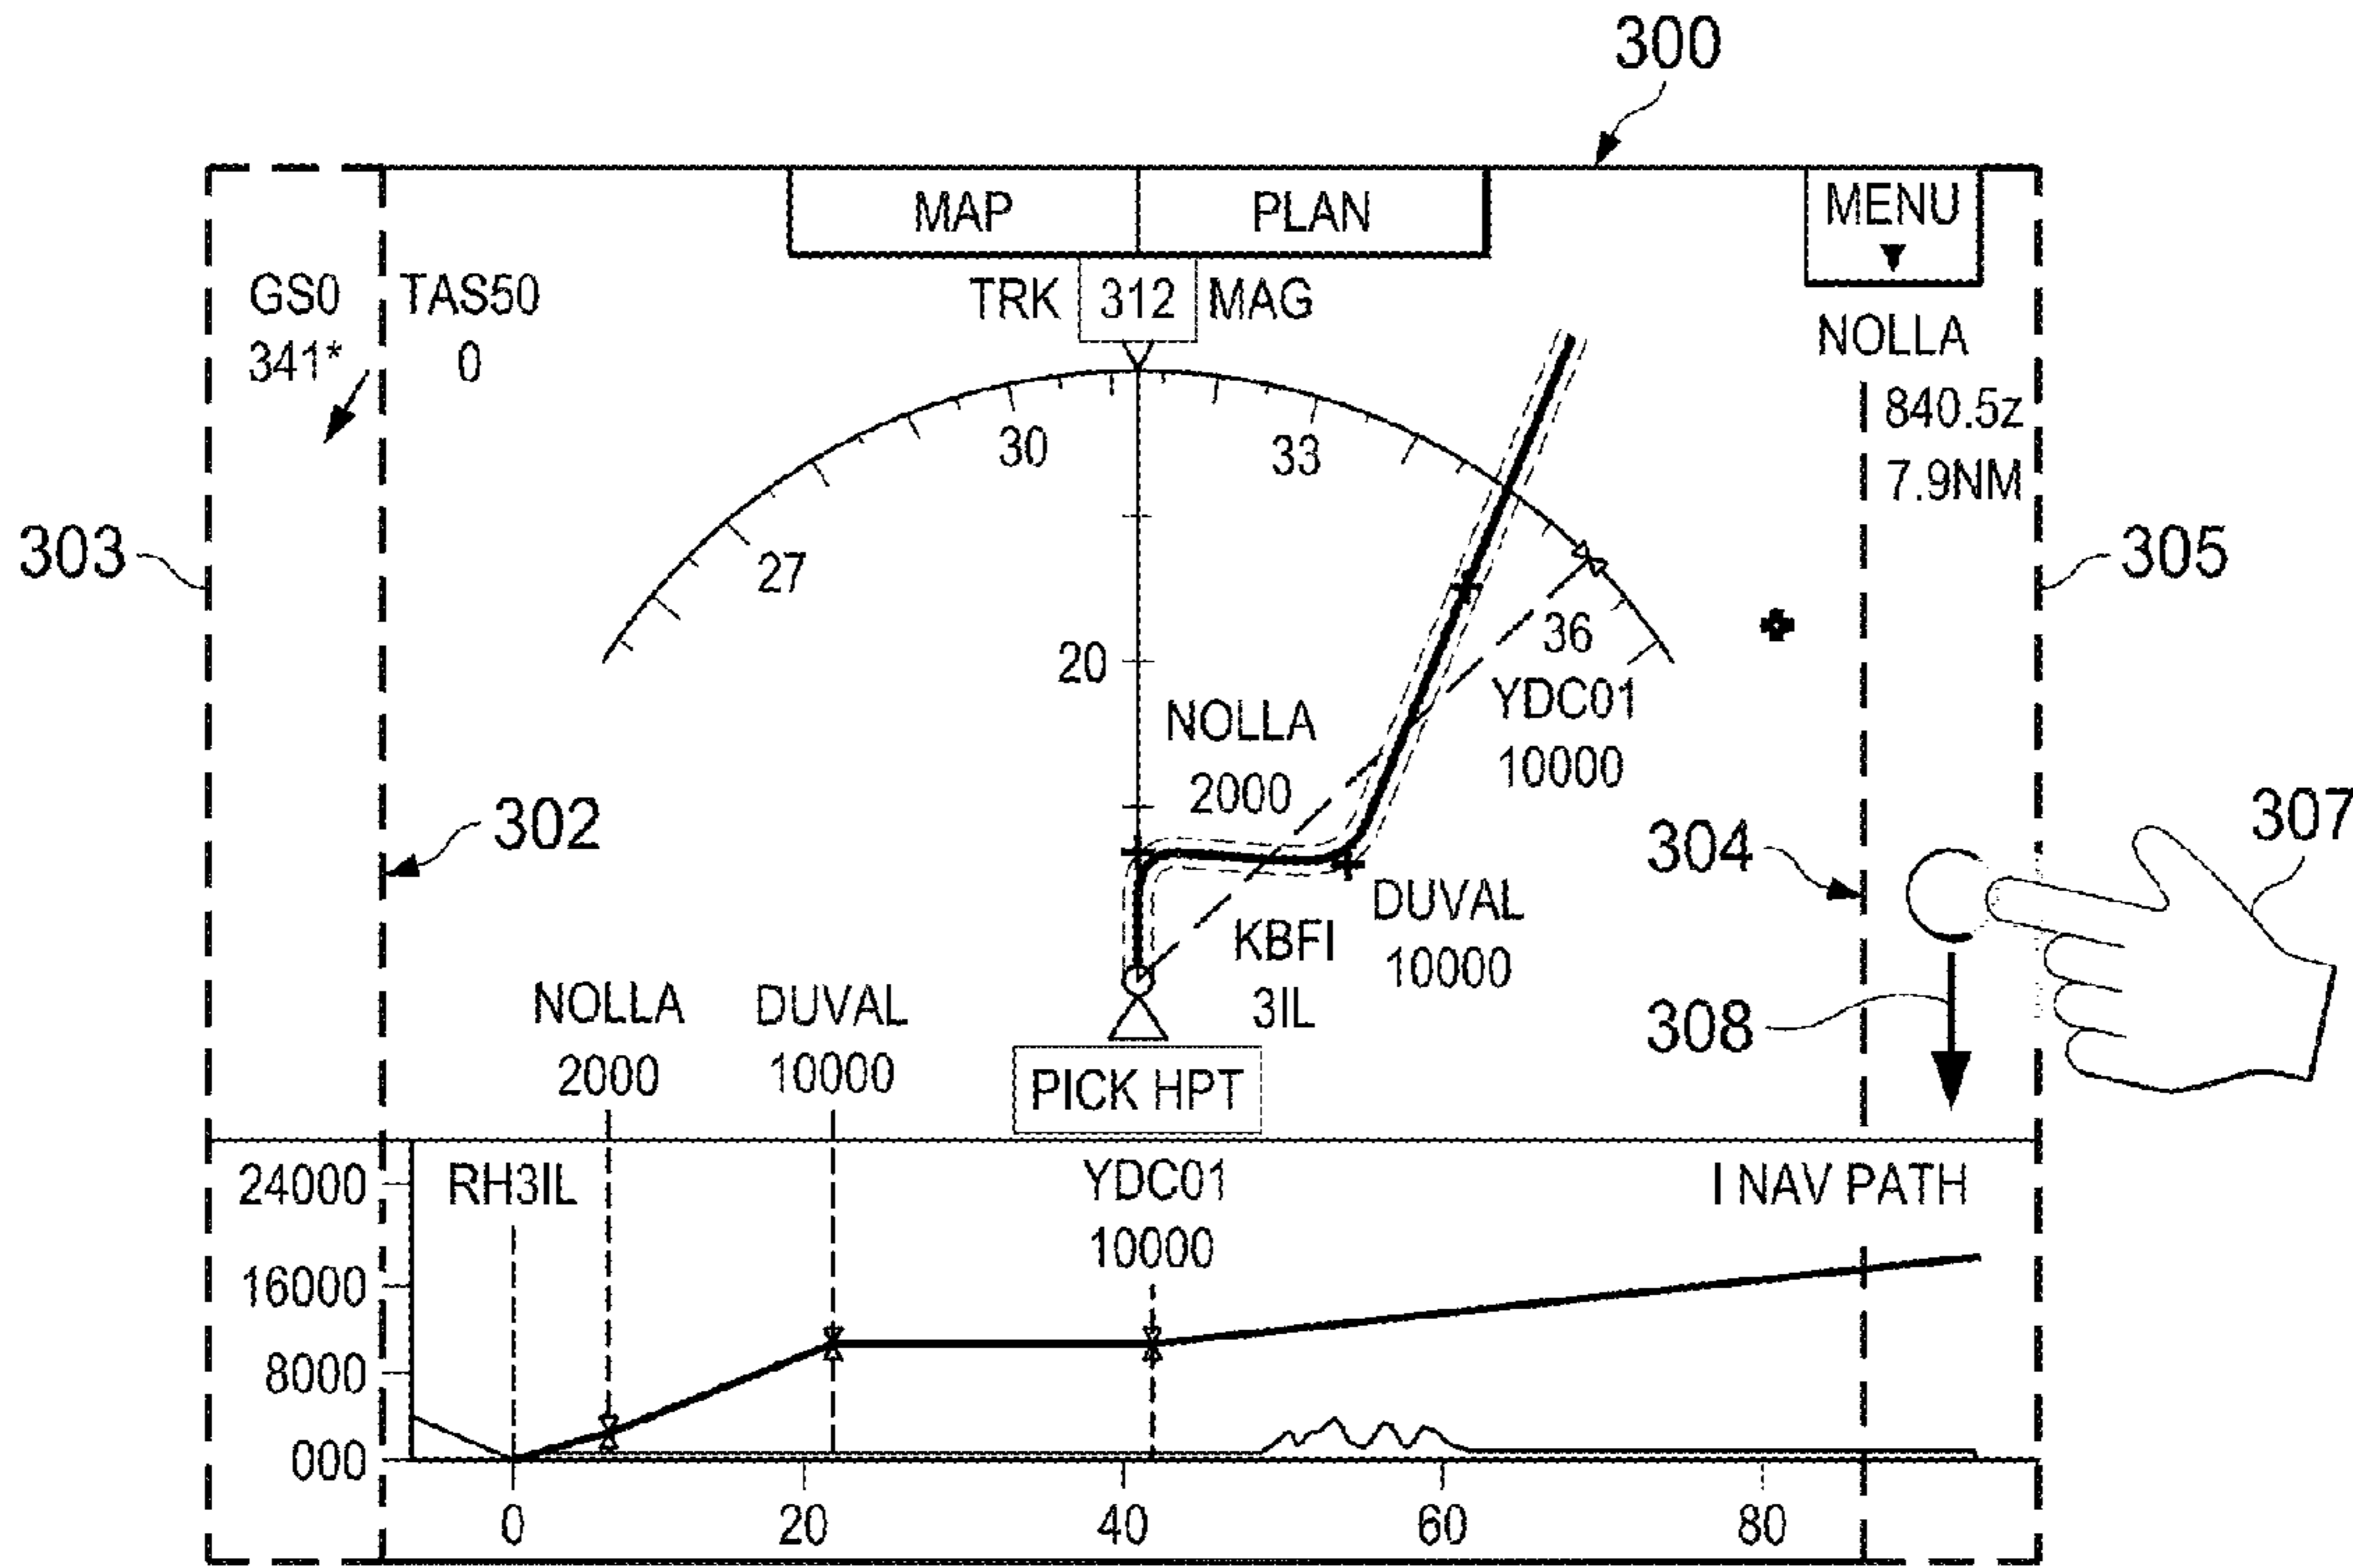 300
MAP PLAN MENU
GS0 TAS50 TRK 312 MAG
341* 0
NOLLA
840.5z
7.9NM
30 33
27 36
303 305
20
YDC01
10000
NOLLA
2000
302 304 307
DUVAL
10000
KBFI
3IL
308
NOLLA
2000
DUVAL
10000
PICK HPT
24000 RH3IL YDC01 I NAV PATH
10000
16000
8000
000
0 20 40 60 80